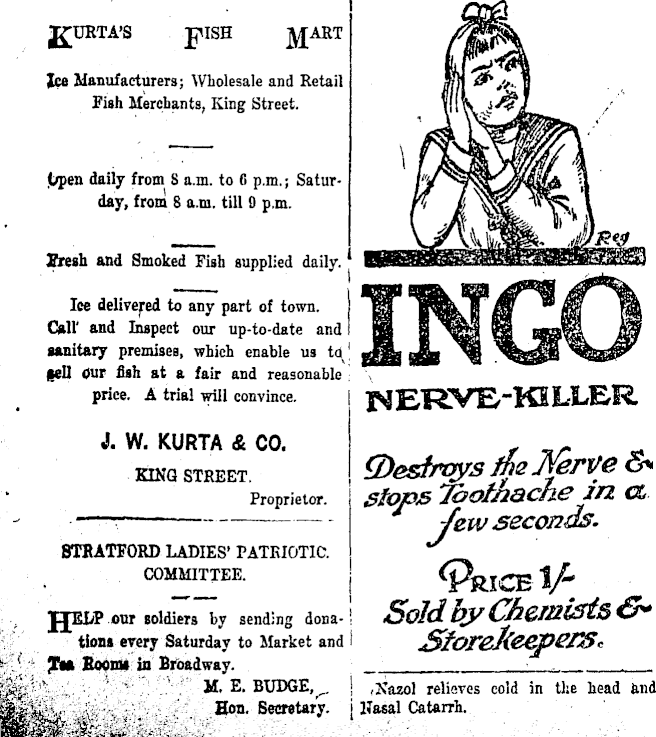 KURTA'S FISH MART
Ice Manufacturers; Wholesale and Retail
Fish Merchants, King Street.
Open daily from 8 a.m. to 6 p.m.; Satur-
day, from 8 a.m. till 9 p.m.
Fresh and Smoked Fish supplied daily.
Ice delivered to any part of town.
Call and Inspect our up-to-date and
sanitary premises, which enable us to
sell our fish at a fair and reasonable
price. A trial will convince.
J. W. KURTA & CO.
KING STREET.
Proprietor.
STRATFORD LADIES' PATRIOTIC.
COMMITTEE.
HELP our soldiers by sending dona-
tions every Saturday to Market and
Tea Rooms in Broadway.
M. E. BUDGE,
Hon. Secretary.
Reg
INGO
NERVE-KILLER
Destroys the Nerve &
stops Toothache in a
few seconds.
PRICE 1/-
Sold by Chemists &
Storekeepers.
Nazol relieves cold in the head and
Nasal Catarrh.